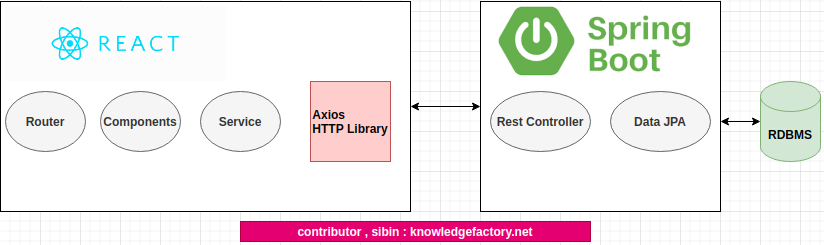 REACT
Spring
Boot
Router
Components
Service
Axios
HTTP Library
Rest Controller
Data JPA
RDBMS
contributor , sibin : knowledgefactory.net